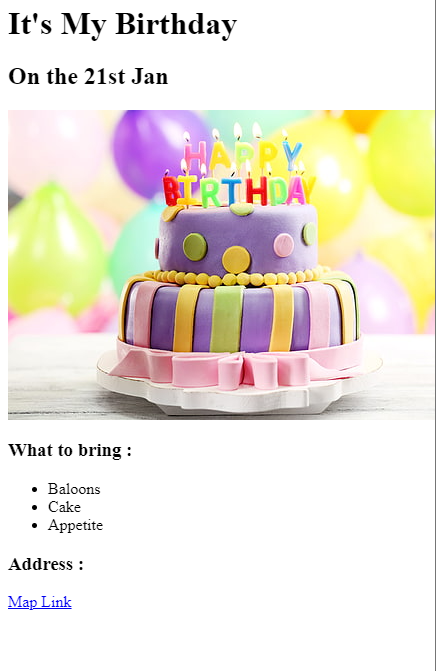 It's My Birthday
On the 21st Jan
HAPPY
BIRTHDAY
What to bring :
Baloons
Cake
Appetite
Address :
Map Link